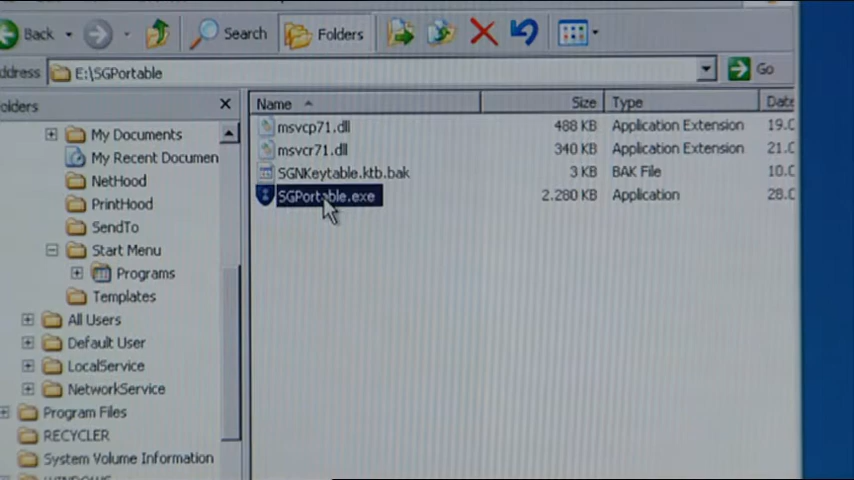 Back Search Folders
ddress E:\SGPortable Go
olders
Name Size Type Date
msvcp71.dll 488 KB Application Extension 19.0
msvcr71.dll 340 KB Application Extension 21.0
SGNKeytable.ktb.bak 3 KB BAK File 10.0
SGPortable.exe 2.280 KB Application 28.0
My Documents
My Recent Documen
NetHood
PrintHood
SendTo
Start Menu
Programs
Templates
All Users
Default User
LocalService
NetworkService
Program Files
RECYCLER
System Volume Information